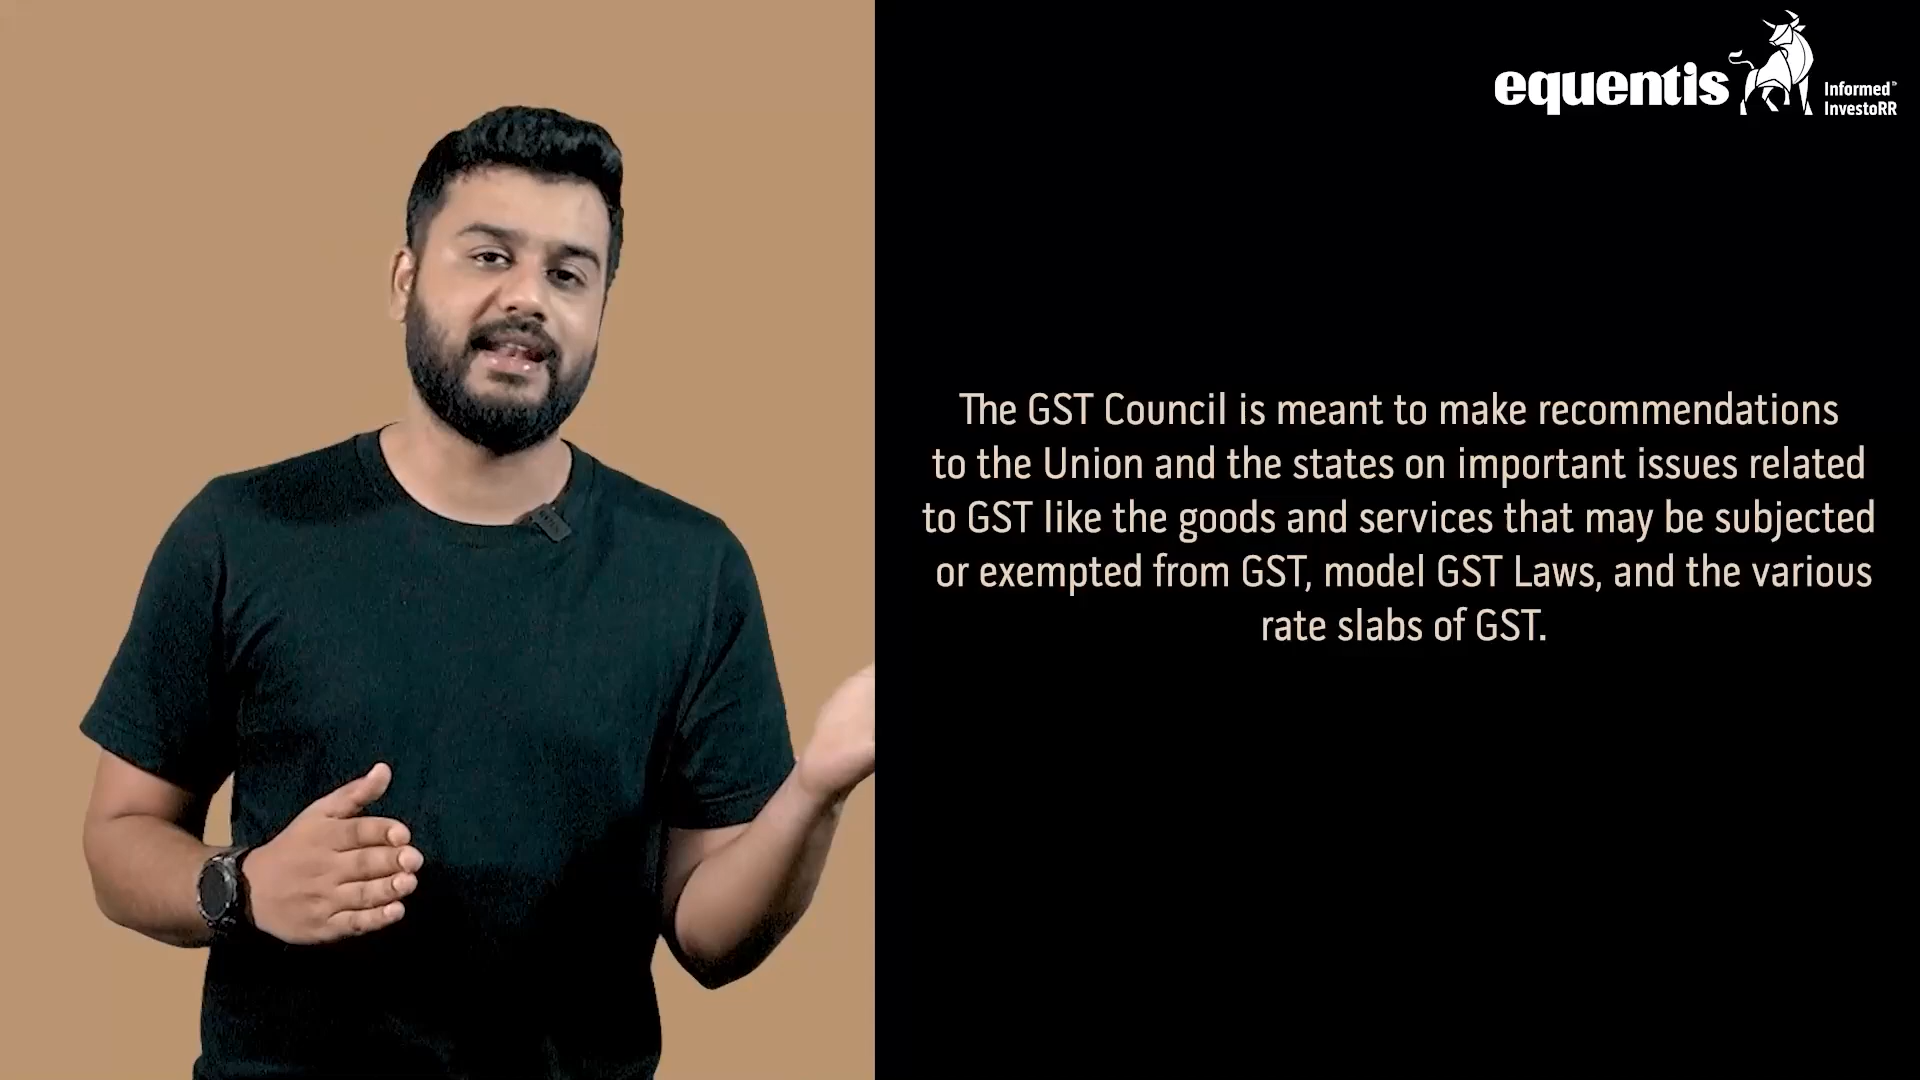 equentis
Informed
InvestoRR
The GST Council is meant to make recommendations
to the Union and the states on important issues related
to GST like the goods and services that may be subjected
or exempted from GST, model GST Laws, and the various
rate slabs of GST.